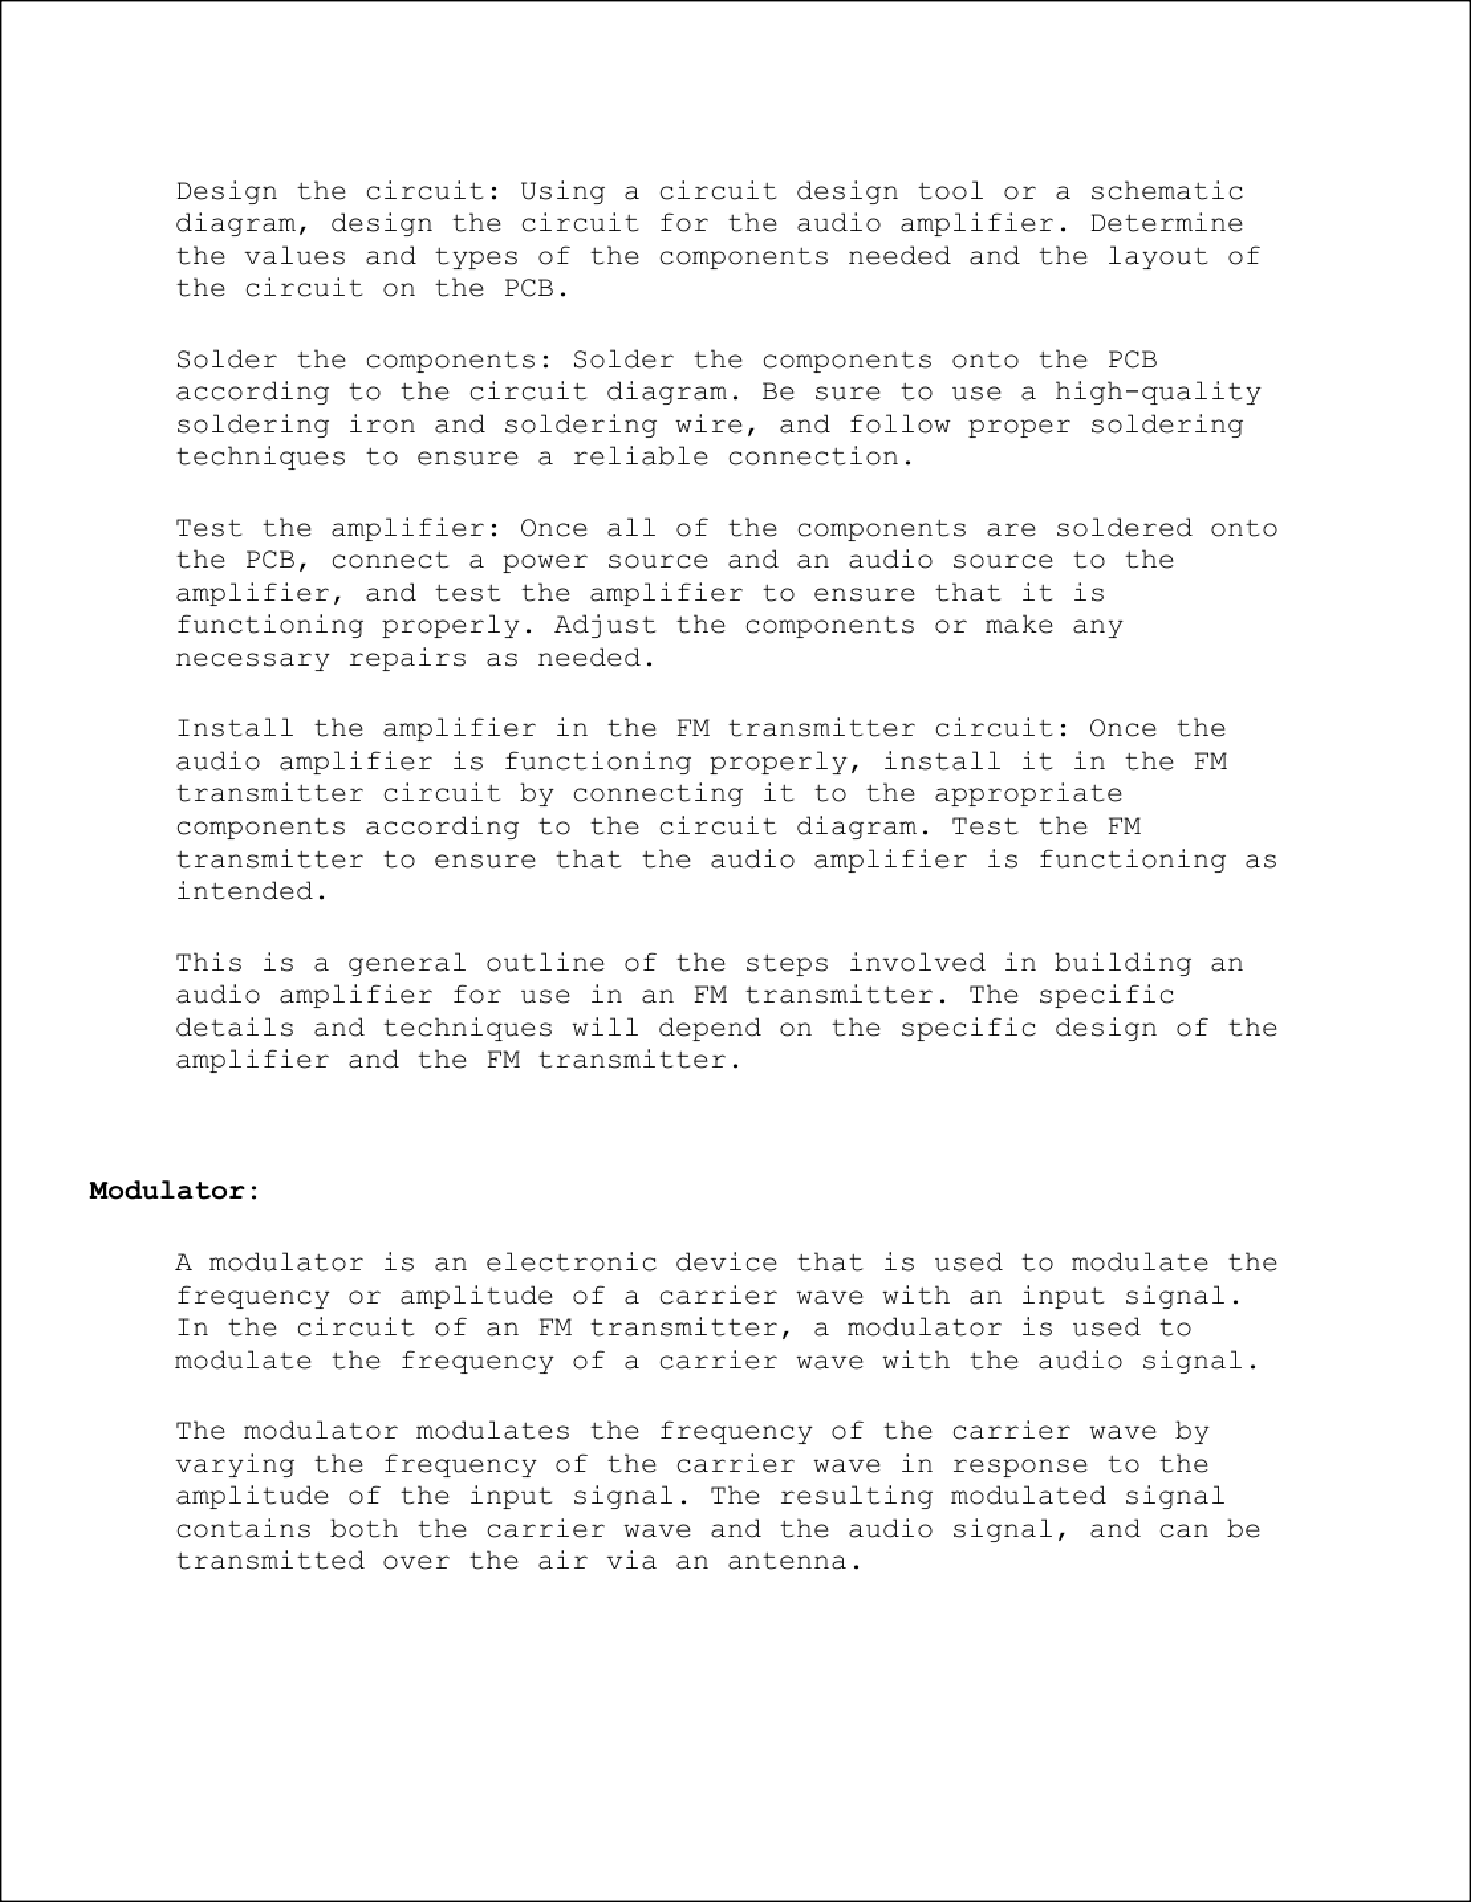 Design the circuit: Using a circuit design tool or a schematic
diagram, design the circuit for the audio amplifier. Determine
the values and types of the components needed and the layout of
the circuit on the PCB.
Solder the components: Solder the components onto the PCB
according to the circuit diagram. Be sure to use a high-quality
soldering iron and soldering wire, and follow proper soldering
techniques to ensure a reliable connection.
Test the amplifier: Once all of the components are soldered onto
the PCB, connect a power source and an audio source to the
amplifier, and test the amplifier to ensure that it is
functioning properly. Adjust the components or make any
necessary repairs as needed.
Install the amplifier in the FM transmitter circuit: Once the
audio amplifier is functioning properly, install it in the FM
transmitter circuit by connecting it to the appropriate
components according to the circuit diagram. Test the FM
transmitter to ensure that the audio amplifier is functioning as
intended.
This is a general outline of the steps involved in building an
audio amplifier for use in an FM transmitter. The specific
details and techniques will depend on the specific design of the
amplifier and the FM transmitter.
Modulator:
A modulator is an electronic device that is used to modulate the
frequency or amplitude of a carrier wave with an input signal.
In the circuit of an FM transmitter, a modulator is used to
modulate the frequency of a carrier wave with the audio signal.
The modulator modulates the frequency of the carrier wave by
varying the frequency of the carrier wave in response to the
amplitude of the input signal. The resulting modulated signal
contains both the carrier wave and the audio signal, and can be
transmitted over the air via an antenna.